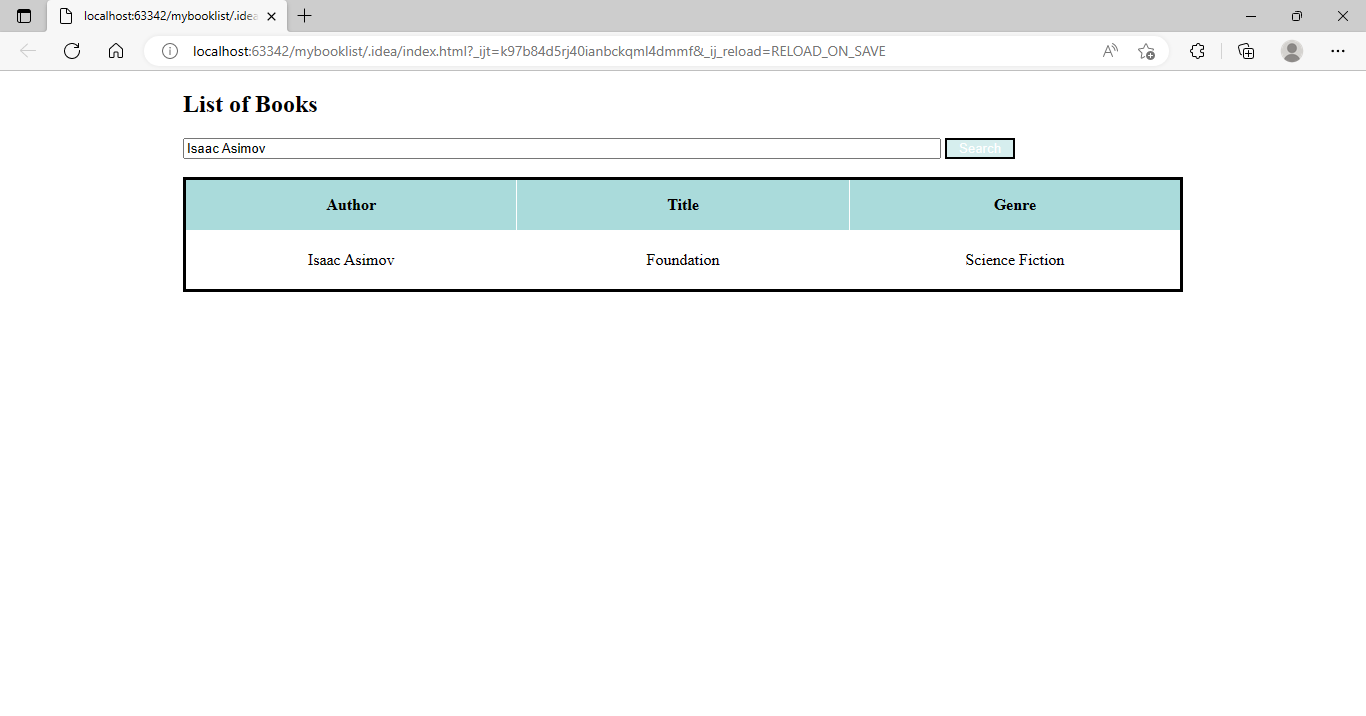 localhost:63342/mybooklist/.idea
localhost:63342/mybooklist/.idea/index.html?_ijt=k97b84d5rj40ianbckqml4dmmf&_ij_reload=RELOAD_ON_SAVE
List of Books
Isaac Asimov Search
Author Title Genre
Isaac Asimov Foundation Science Fiction